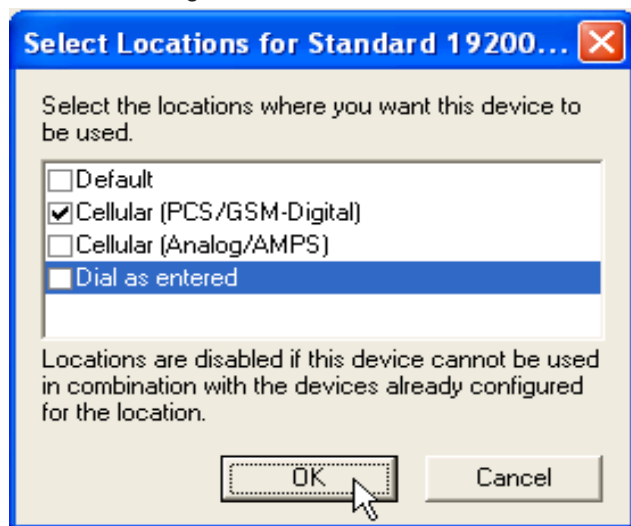 Select Locations for Standard 19200...
Select the locations where you want this device to
be used.
Default
Cellular (PCS/GSM-Digital)
Cellular (Analog/AMPS)
Dial as entered
Locations are disabled if this device cannot be used
in combination with the devices already configured
for the location.
OK
Cancel